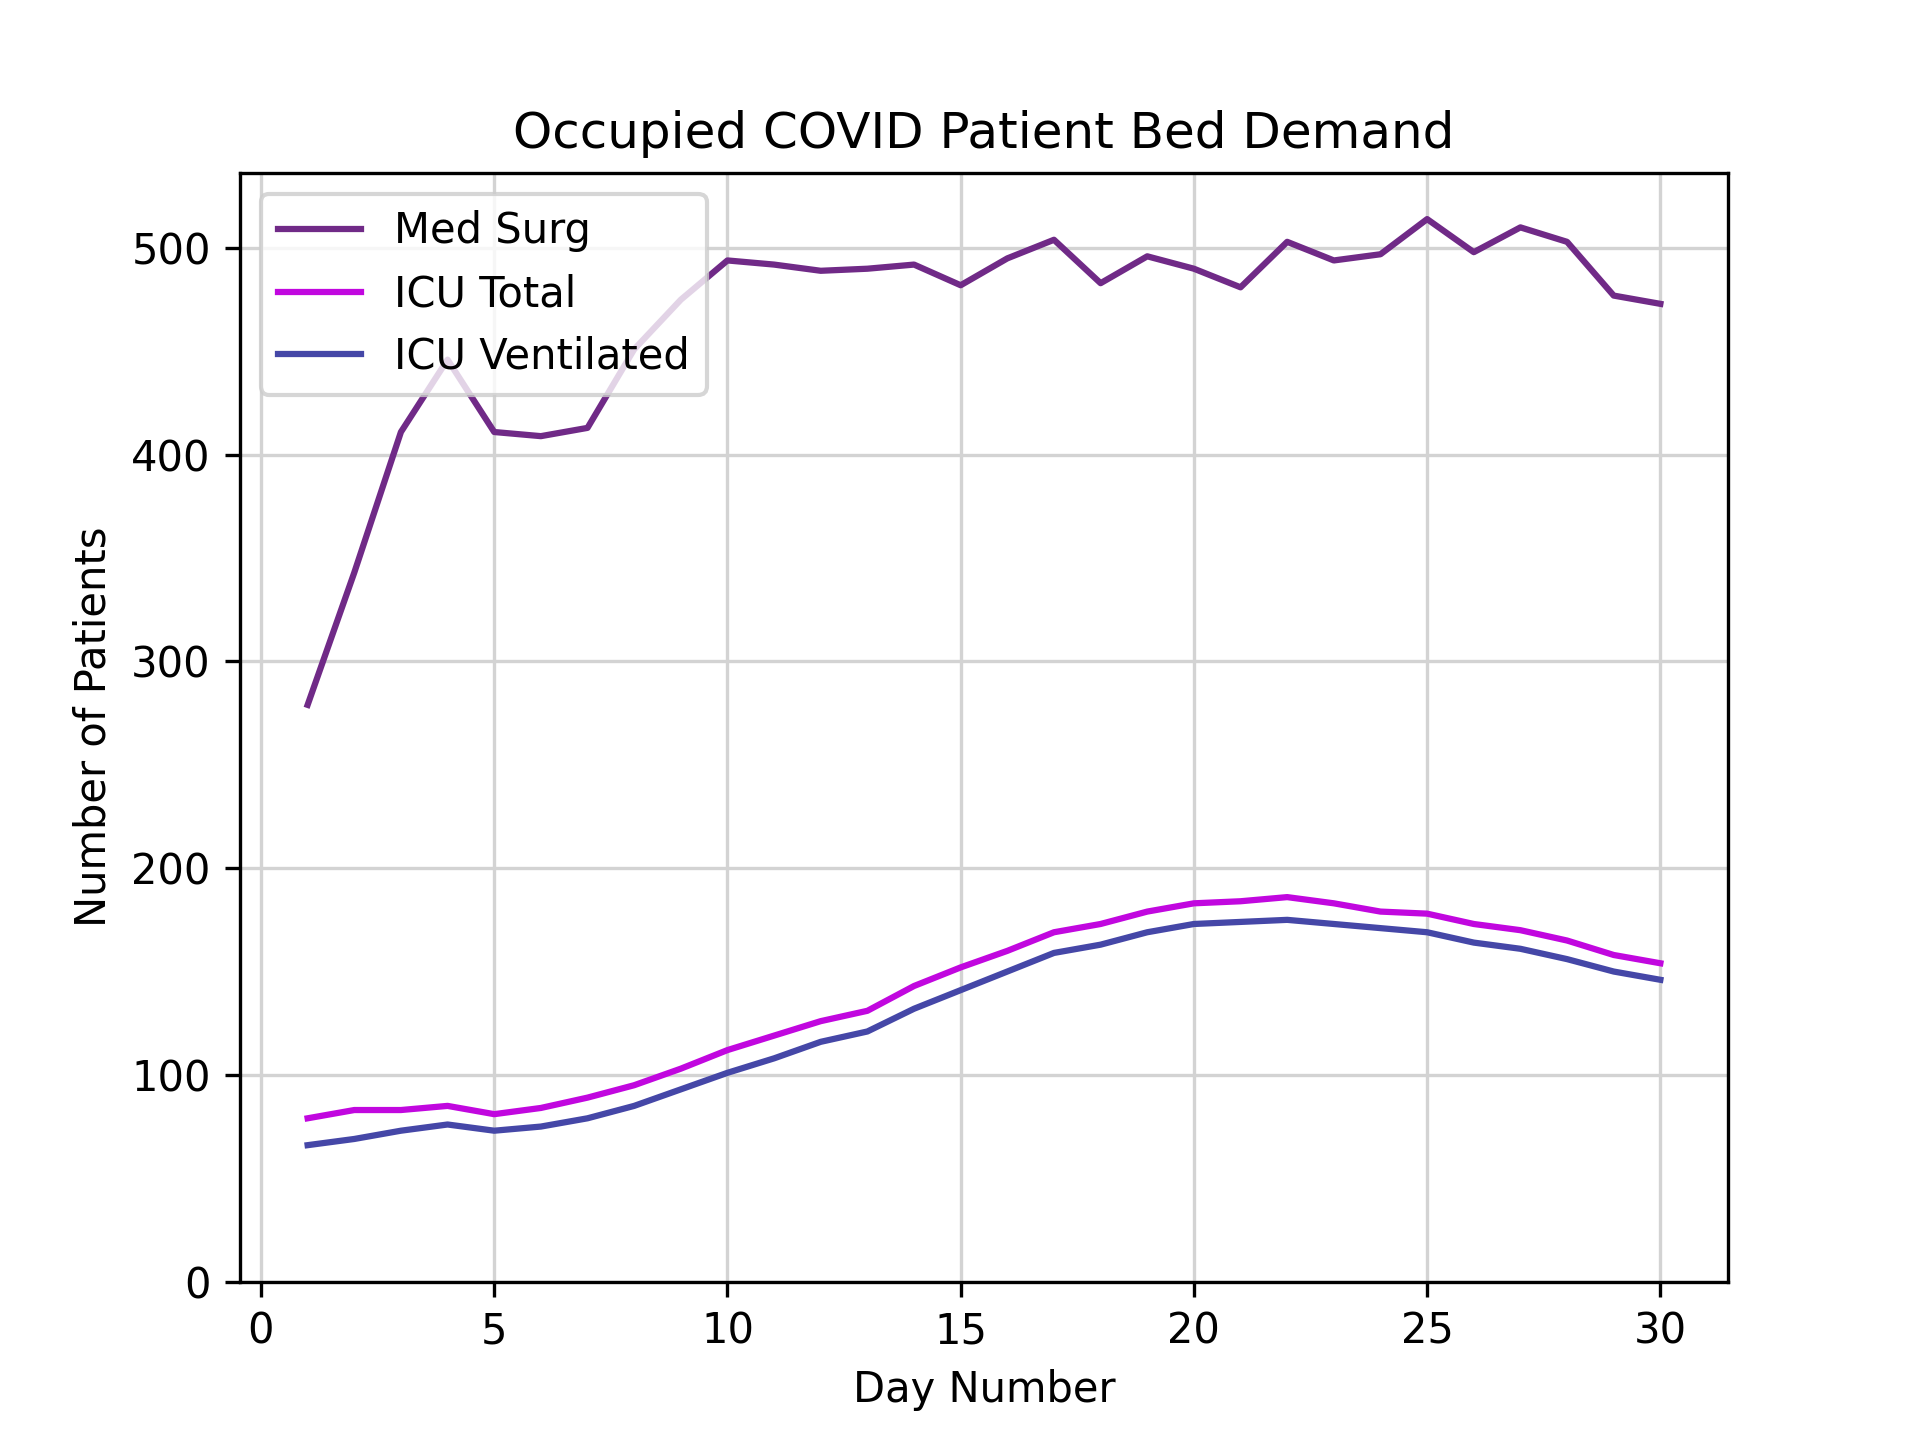 Occupied COVID Patient Bed Demand
Med Surg
ICU Total
ICU Ventilated
Number of Patients
500
400
300
200
100
0
0 5 10 15 20 25 30
Day Number